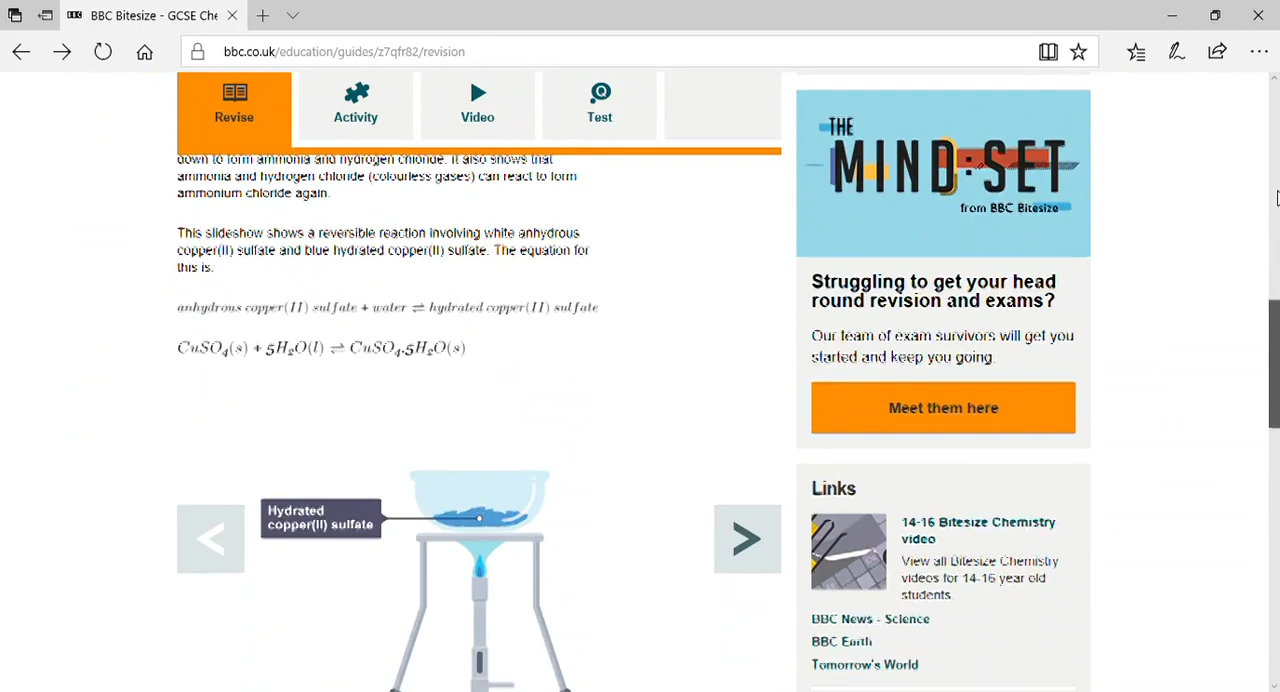 BBC Bitesize - GCSE Che
bbc.co.uk/education/guides/z7qfr82/revision
Revise
Activity
Video
Test
down to form ammonia and hydrogen chloride. It also shows that
ammonia and hydrogen chloride (colourless gases) can react to form
ammonium chloride again.
This slideshow shows a reversible reaction involving white anhydrous
copper(II) sulfate and blue hydrated copper(II) sulfate. The equation for
this is:
anhydrous copper(II) sulfate + water ⇌ hydrated copper(II) sulfate
CuSO₄(s) + 5H₂O(l) ⇌ CuSO₄.5H₂O(s)
Hydrated
copper(II) sulfate
THE
MIND:SET
from BBC Bitesize
Struggling to get your head
round revision and exams?
Our team of exam survivors will get you
started and keep you going.
Meet them here
Links
14-16 Bitesize Chemistry
video
View all Bitesize Chemistry
videos for 14-16 year old
students.
BBC News - Science
BBC Earth
Tomorrow's World